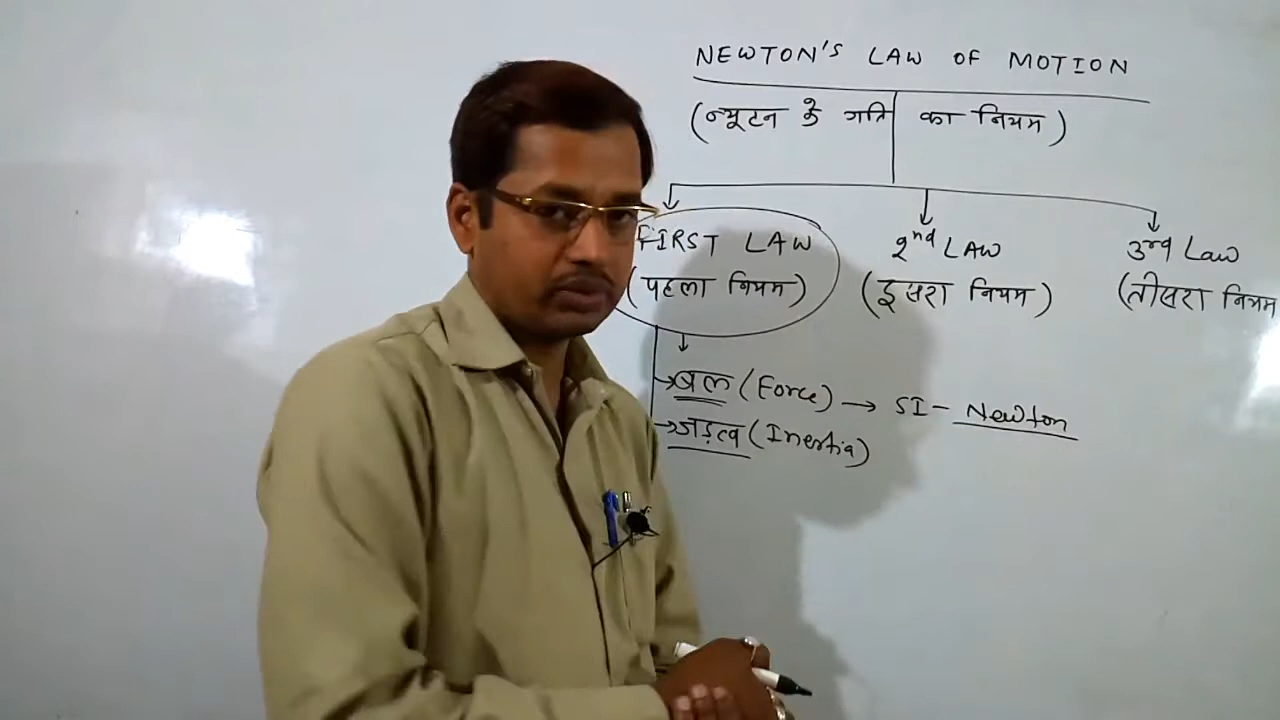 NEWTON'S LAW OF MOTION
(न्यूटन के गति का नियम)
FIRST LAW
(पहला नियम)
2nd LAW
(दूसरा नियम)
3rd Law
(तीसरा नियम
→बल (Force) → SI - Newton
→जड़त्व (Inertia)